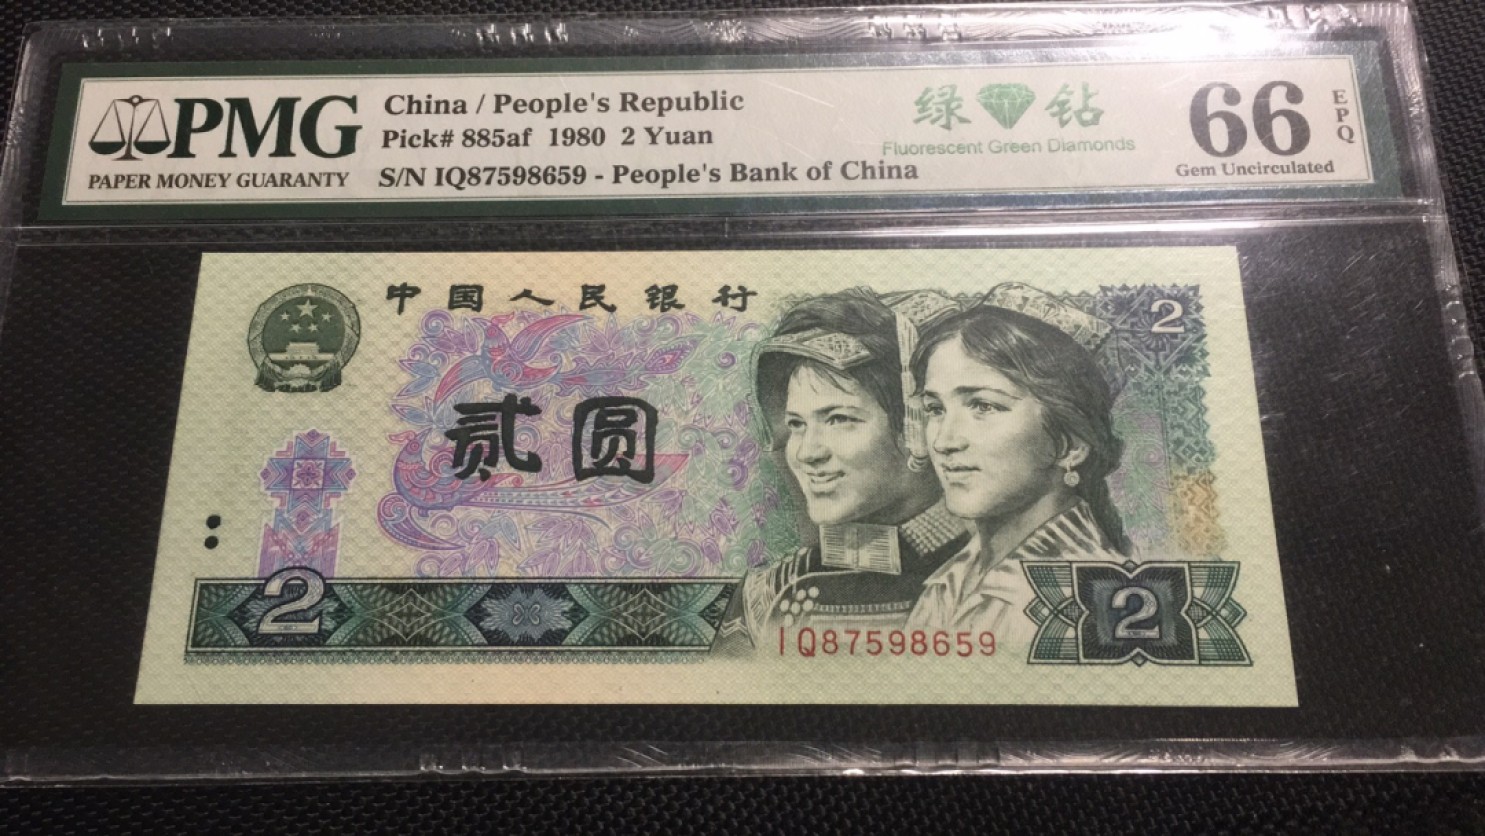 PMG
PAPER MONEY GUARANTY
China / People's Republic
Pick# 885af 1980 2 Yuan
S/N IQ87598659 - People's Bank of China
绿 钻
Fluorescent Green Diamonds
66
EPQ
Gem Uncirculated
中国人民银行
2
贰圆
2
2
IQ87598659